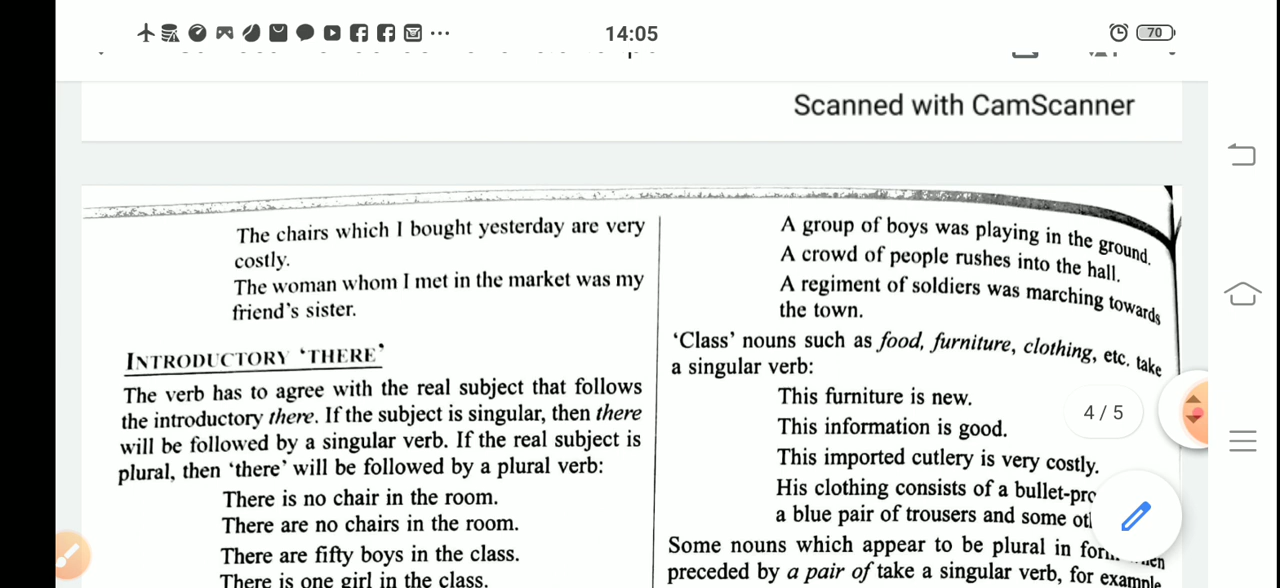 14:05
70
Scanned with CamScanner
The chairs which I bought yesterday are very
costly.
The woman whom I met in the market was my
friend's sister.
INTRODUCTORY 'THERE'
The verb has to agree with the real subject that follows
the introductory there. If the subject is singular, then there
will be followed by a singular verb. If the real subject is
plural, then 'there' will be followed by a plural verb:
There is no chair in the room.
There are no chairs in the room.
There are fifty boys in the class.
There is one girl in the class.
A group of boys was playing in the ground.
A crowd of people rushes into the hall.
A regiment of soldiers was marching towards
the town.
'Class' nouns such as food, furniture, clothing, etc. take
a singular verb:
This furniture is new.
This information is good.
This imported cutlery is very costly.
His clothing consists of a
a blue pair of trousers and some
Some nouns which appear to be plural in
preceded by a pair of take a singular verb, for example
4 / 5